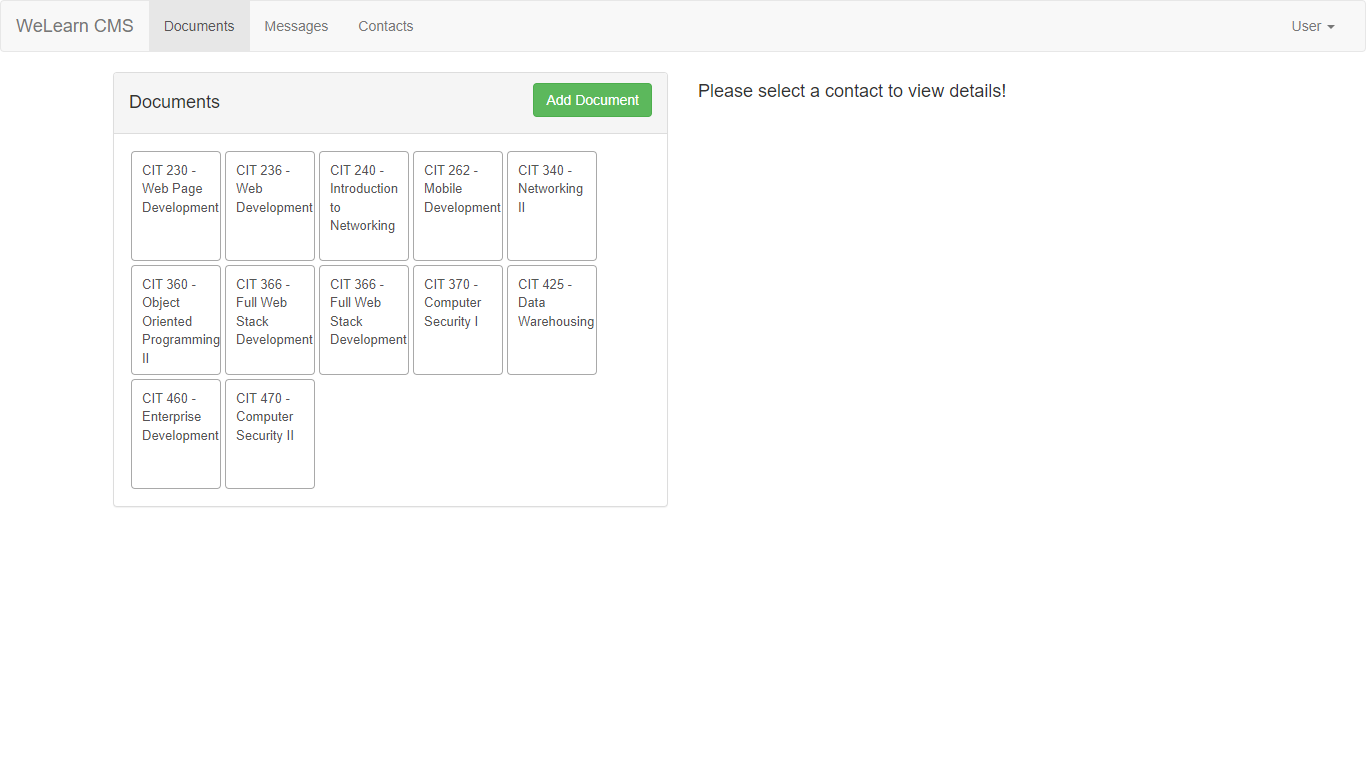 WeLearn CMS Documents Messages Contacts User
Documents Add Document
Please select a contact to view details!
CIT 230 -
Web Page
Development
CIT 236 -
Web
Development
CIT 240 -
Introduction
to
Networking
CIT 262 -
Mobile
Development
CIT 340 -
Networking
II
CIT 360 -
Object
Oriented
Programming
II
CIT 366 -
Full Web
Stack
Development
CIT 366 -
Full Web
Stack
Development
CIT 370 -
Computer
Security I
CIT 425 -
Data
Warehousing
CIT 460 -
Enterprise
Development
CIT 470 -
Computer
Security II